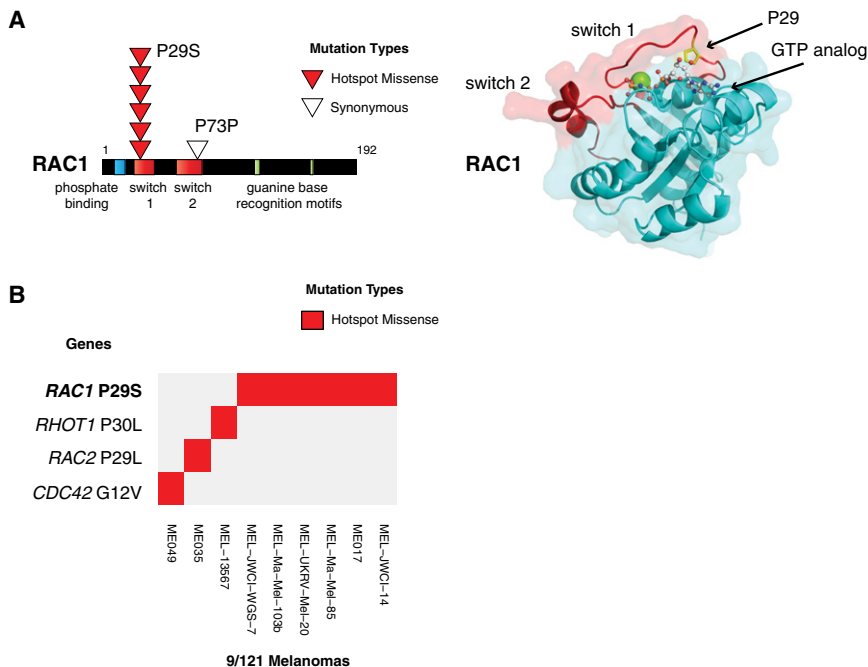 A
P29S
Mutation Types
Hotspot Missense
Synonymous
P73P
1
192
RAC1
phosphate binding
switch 1
switch 2
guanine base recognition motifs
switch 1
P29
GTP analog
switch 2
RAC1
B
Mutation Types
Hotspot Missense
Genes
RAC1 P29S
RHOT1 P30L
RAC2 P29L
CDC42 G12V
ME049
ME035
MEL−13567
MEL−JWCI−WGS−7
MEL−Ma−Mel−103b
MEL−UKRV−Mel−20
MEL−Ma−Mel−85
ME017
MEL−JWCI−14
9/121 Melanomas